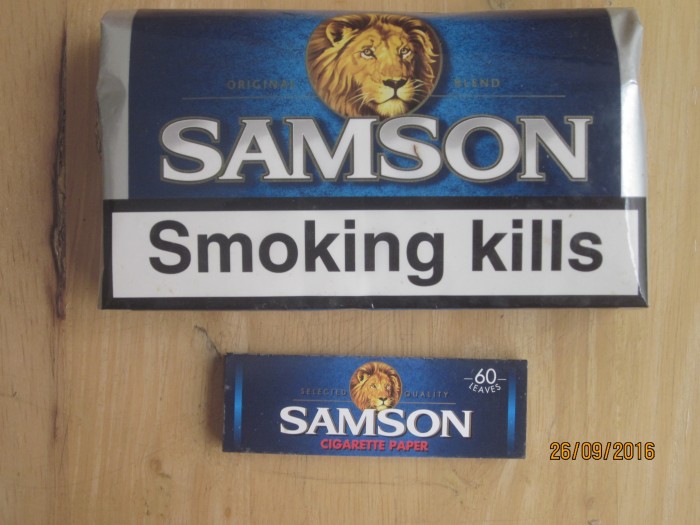 ORIGINAL BLEND
SAMSON
Smoking kills
SELECTED QUALITY
60
LEAVES
SAMSON
CIGARETTE PAPER
26/09/2016